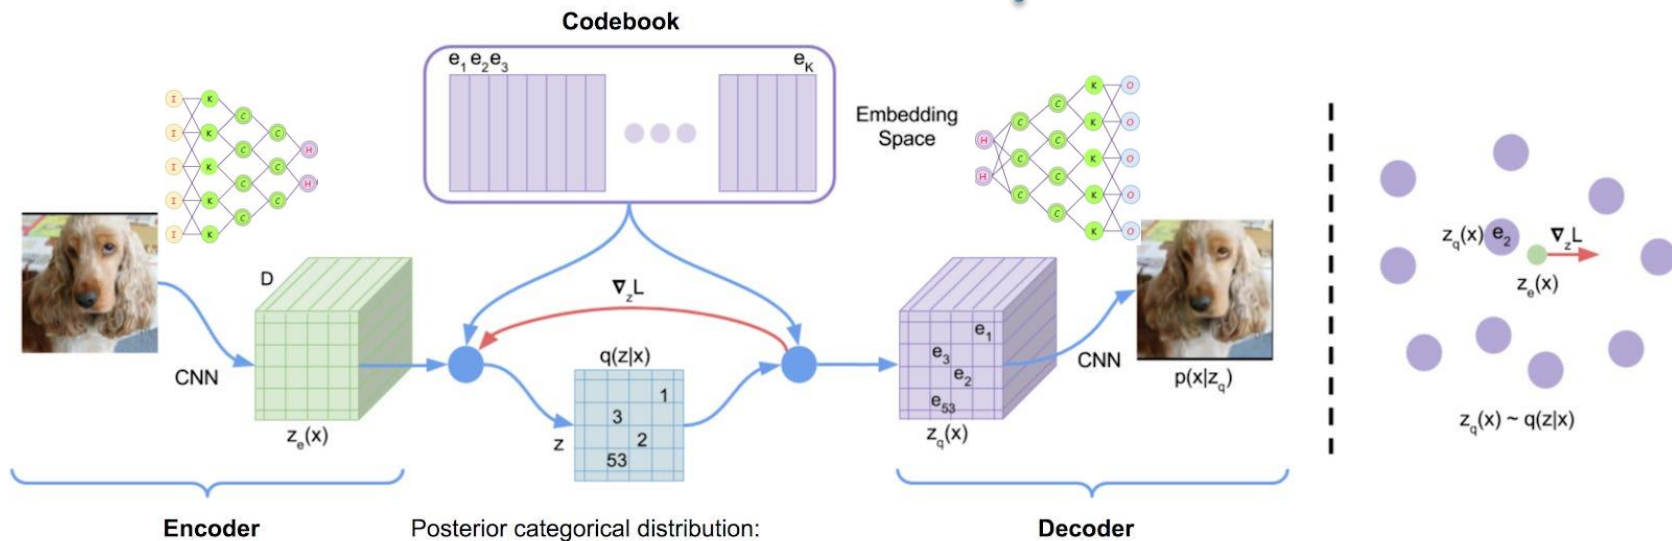 Codebook
e1 e2 e3
eK
Embedding
Space
I K C C H
I K C C H
I K C C
I K C
I K
H C C K O
H C C K O
C C K O
C K O
K O
D
CNN
ze(x)
∇zL
q(z|x)
1
3
2
53
z
e1
e3
e2
e53
zq(x)
CNN
p(x|zq)
zq(x) e2 ∇zL
ze(x)
zq(x) ~ q(z|x)
Encoder
Posterior categorical distribution:
Decoder